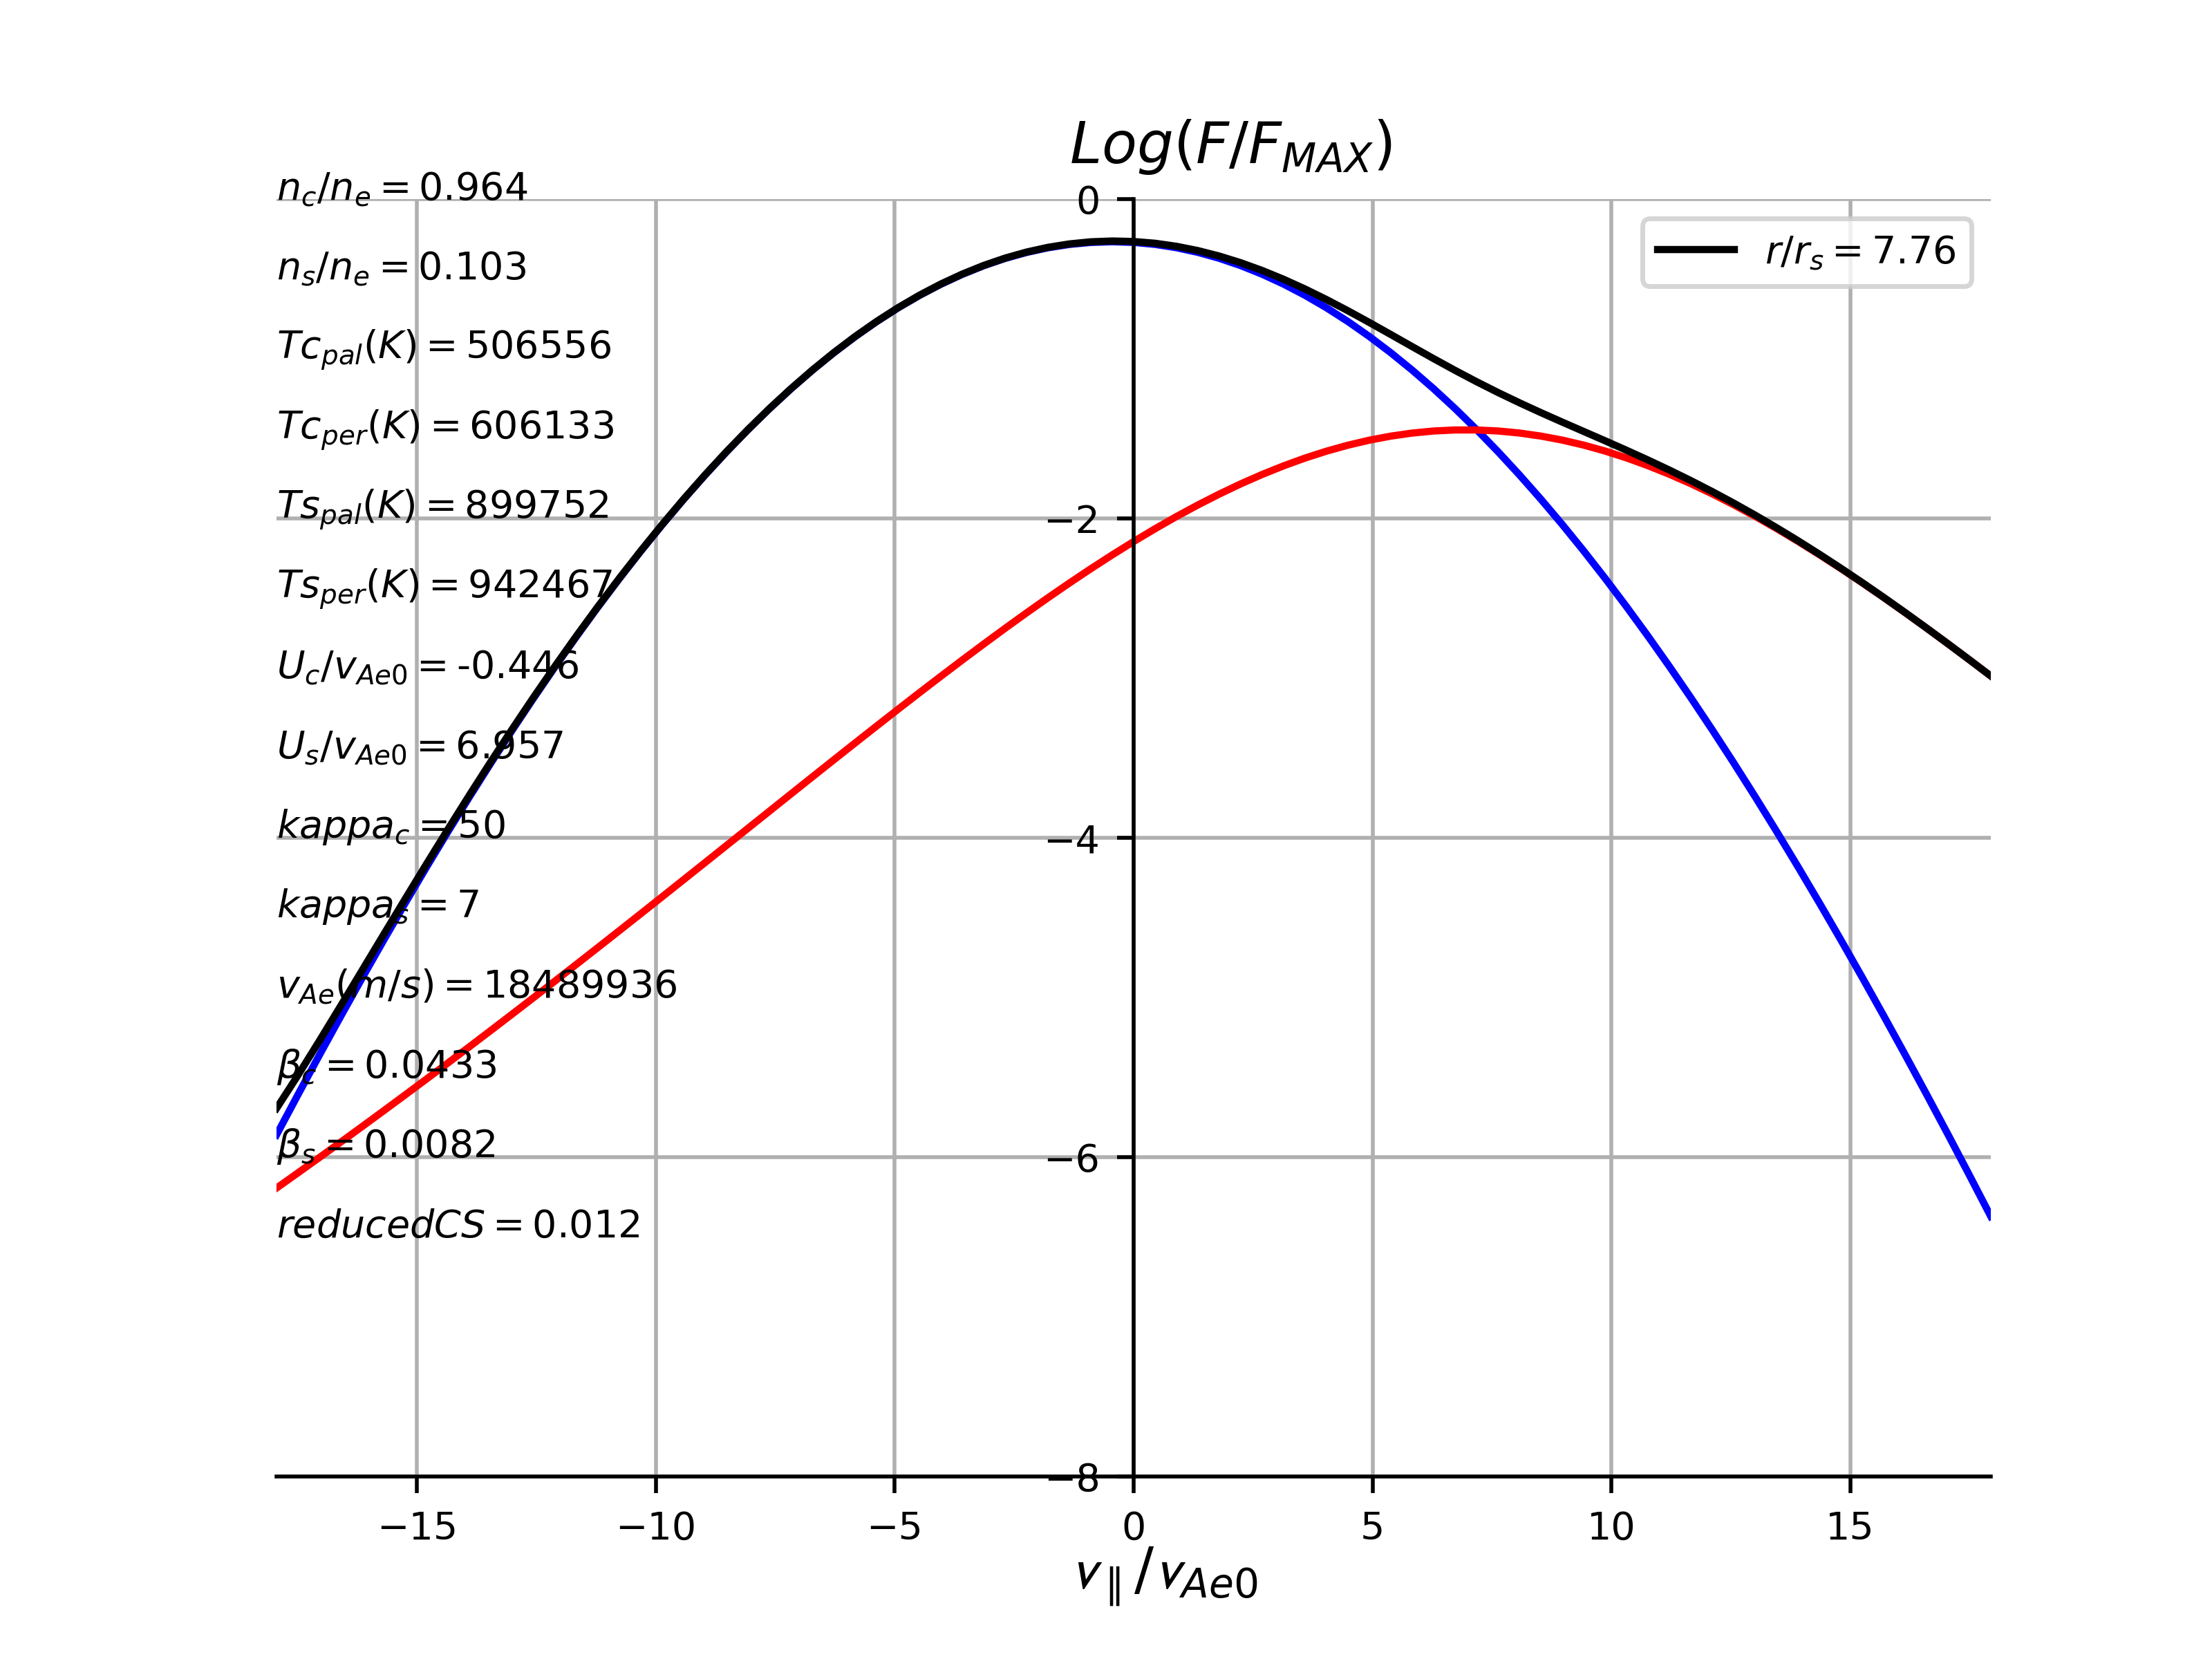 Log(F/F_MAX)
n_c/n_e = 0.964
0
r/r_s = 7.76
n_s/n_e = 0.103
Tc_pal(K) = 506556
Tc_per(K) = 606133
Ts_pal(K) = 899752
−2
Ts_per(K) = 942467
U_c/v_Ae0 = -0.446
U_s/v_Ae0 = 6.957
kappa_c = 50
−4
kappa_s = 7
v_Ae(m/s) = 18489936
β_c = 0.0433
β_s = 0.0082
−6
reducedCS = 0.012
−8
−15 −10 −5 0 5 10 15
v_∥/v_Ae0